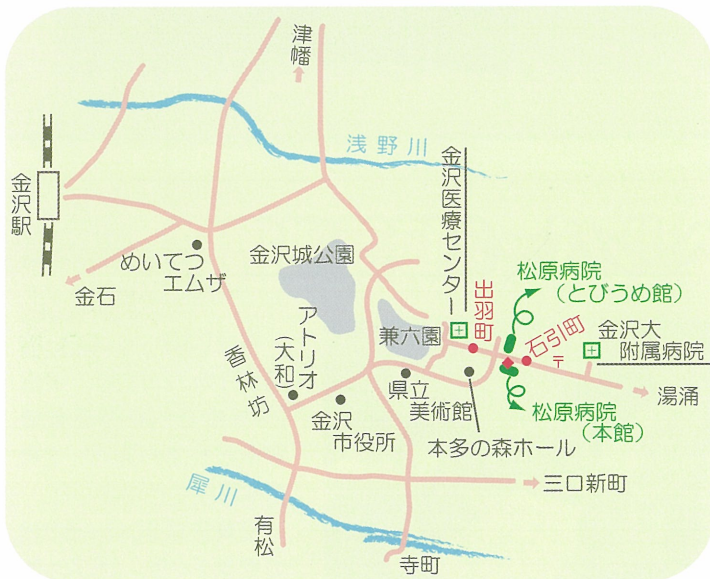 津幡
浅野川
金沢医療センター
金沢駅
めいてつ
エムザ
金沢城公園
金石
松原病院
(とびうめ館)
出羽町
石引町
〒
金沢大
附属病院
兼六園
アトリオ
(大和)
香林坊
県立
美術館
湯涌
金沢
市役所
本多の森ホール
松原病院
(本館)
三口新町
犀川
有松
寺町